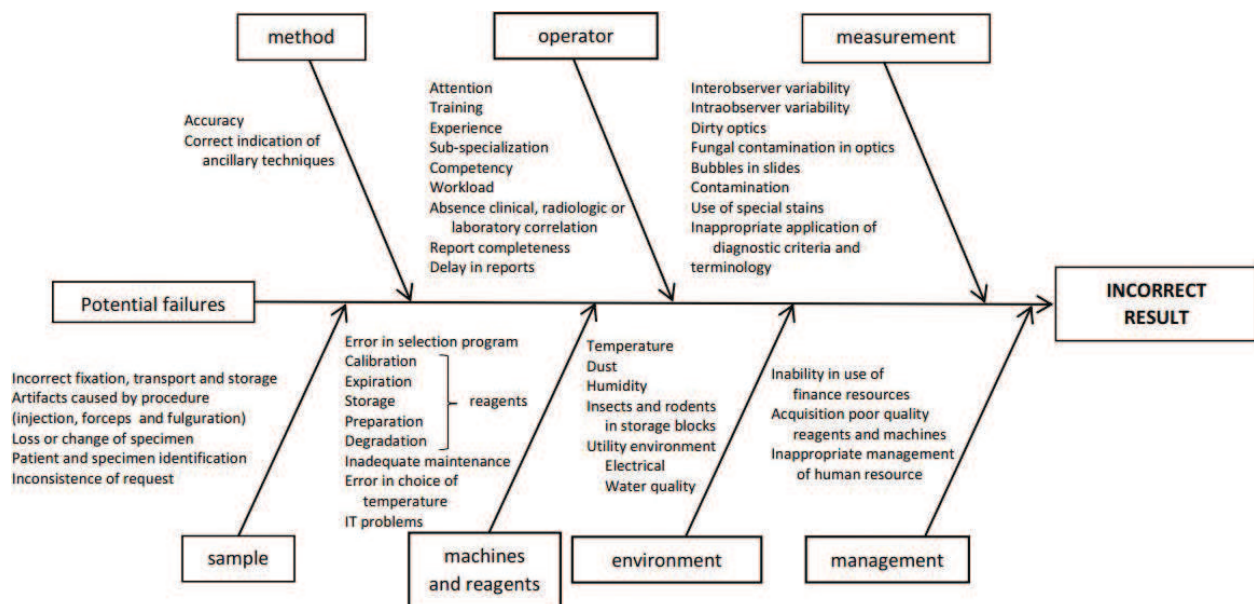 method
operator
measurement
Accuracy
Correct indication of
ancillary techniques
Attention
Training
Experience
Sub-specialization
Competency
Workload
Absence clinical, radiologic or
laboratory correlation
Report completeness
Delay in reports
Interobserver variability
Intraobserver variability
Dirty optics
Fungal contamination in optics
Bubbles in slides
Contamination
Use of special stains
Inappropriate application of
diagnostic criteria and
terminology
Potential failures
INCORRECT
RESULT
Incorrect fixation, transport and storage
Artifacts caused by procedure
(injection, forceps and fulguration)
Loss or change of specimen
Patient and specimen identification
Inconsistence of request
Error in selection program
Calibration
Expiration
Storage
Preparation
Degradation
reagents
Inadequate maintenance
Error in choice of
temperature
IT problems
Temperature
Dust
Humidity
Insects and rodents
in storage blocks
Utility environment
Electrical
Water quality
Inability in use of
finance resources
Acquisition poor quality
reagents and machines
Inappropriate management
of human resource
sample
machines
and reagents
environment
management